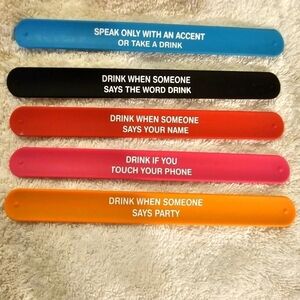 SPEAK ONLY WITH AN ACCENT
OR TAKE A DRINK
DRINK WHEN SOMEONE
SAYS THE WORD DRINK
DRINK WHEN SOMEONE
SAYS YOUR NAME
DRINK IF YOU
TOUCH YOUR PHONE
DRINK WHEN SOMEONE
SAYS PARTY